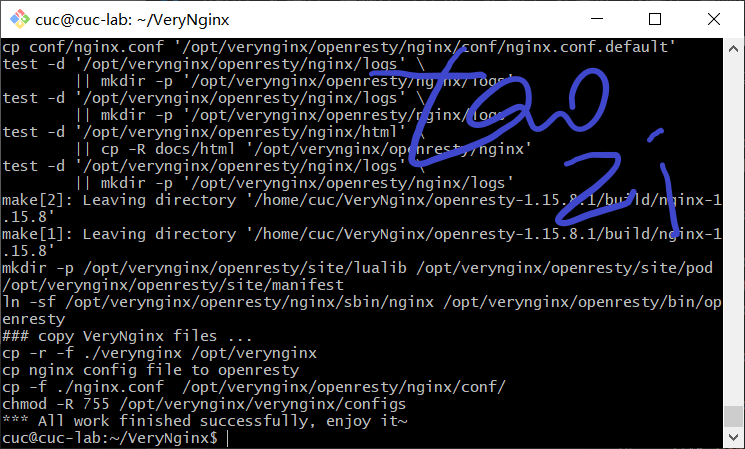 cuc@cuc-lab: ~/VeryNginx
cp conf/nginx.conf '/opt/verynginx/openresty/nginx/conf/nginx.conf.default'
test -d '/opt/verynginx/openresty/nginx/logs' \
|| mkdir -p '/opt/verynginx/openresty/nginx/logs'
test -d '/opt/verynginx/openresty/nginx/logs' \
|| mkdir -p '/opt/verynginx/openresty/nginx/logs'
test -d '/opt/verynginx/openresty/nginx/html' \
|| cp -R docs/html '/opt/verynginx/openresty/nginx'
test -d '/opt/verynginx/openresty/nginx/logs' \
|| mkdir -p '/opt/verynginx/openresty/nginx/logs'
make[2]: Leaving directory '/home/cuc/VeryNginx/openresty-1.15.8.1/build/nginx-1
.15.8'
make[1]: Leaving directory '/home/cuc/VeryNginx/openresty-1.15.8.1/build/nginx-1
.15.8'
mkdir -p /opt/verynginx/openresty/site/lualib /opt/verynginx/openresty/site/pod
/opt/verynginx/openresty/site/manifest
ln -sf /opt/verynginx/openresty/nginx/sbin/nginx /opt/verynginx/openresty/bin/op
enresty
### copy VeryNginx files ...
cp -r -f ./verynginx /opt/verynginx
cp nginx config file to openresty
cp -f ./nginx.conf  /opt/verynginx/openresty/nginx/conf/
chmod -R 755 /opt/verynginx/verynginx/configs
*** All work finished successfully, enjoy it~
cuc@cuc-lab:~/VeryNginx$